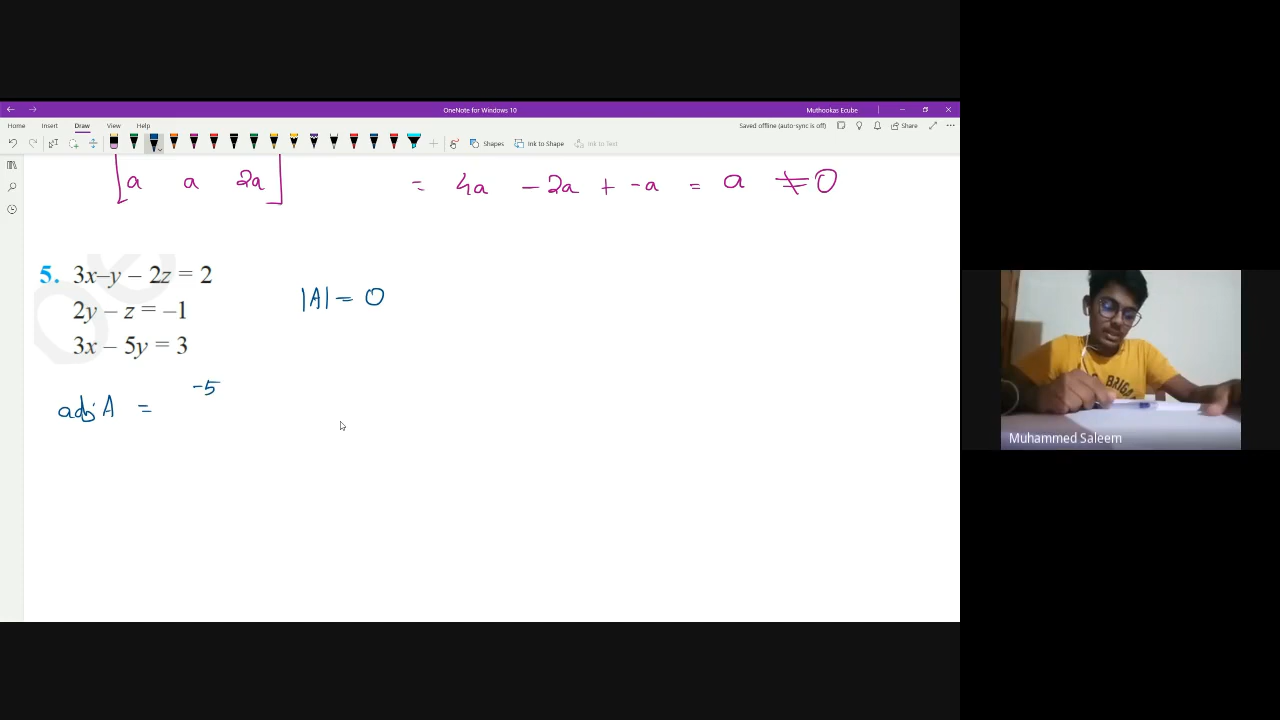 OneNote for Windows 10
Muthookas Ecube
Home Insert Draw View Help
Saved offline (auto-sync is off)
Share
Shapes
Ink to Shape
Ink to Text
a a 2a
= 4a - 2a + -a = a ≠ 0
5. 3x–y – 2z = 2
2y – z = –1
3x – 5y = 3
|A| = 0
adj A =
-5
Muhammed Saleem